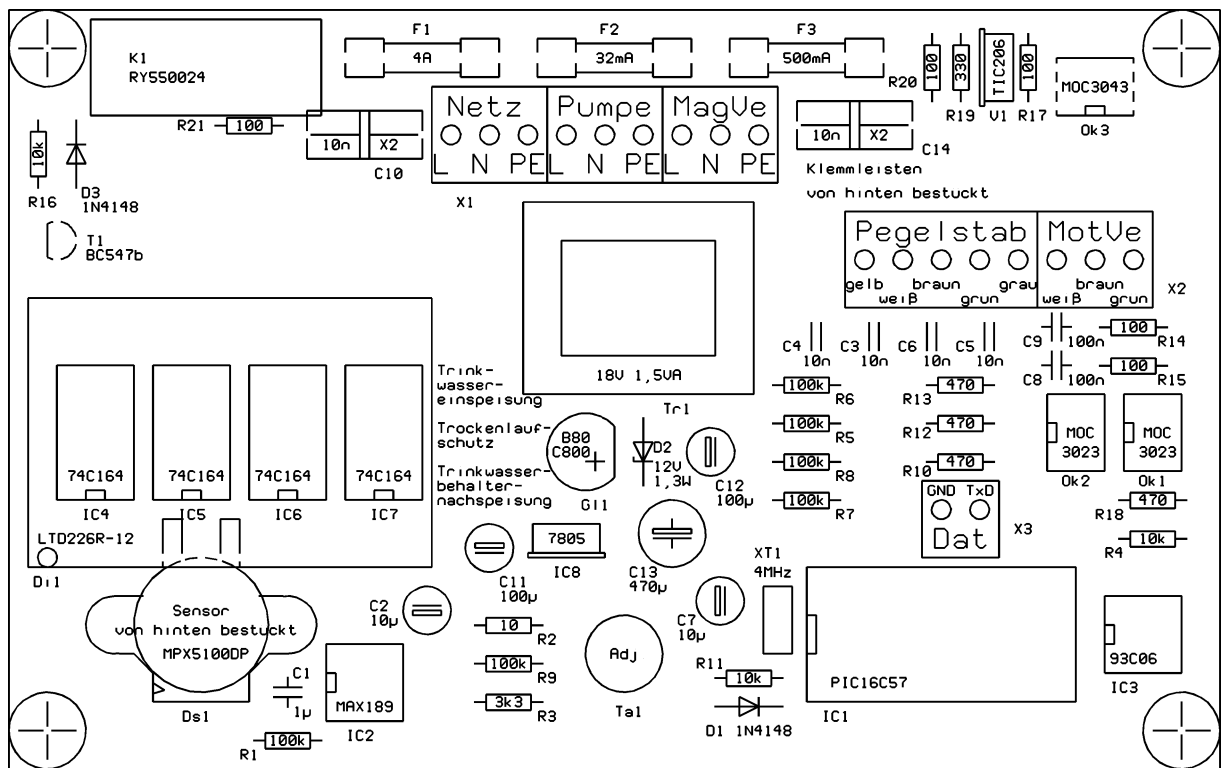 K1
RY550024
F1
4A
F2
32mA
F3
500mA
R20
100
330
R19
TIC206
V1
100
R17
MOC3043
Ok3
R21
100
10n X2
C10
Netz Pumpe MagVe
L N PE L N PE L N PE
X1
10n X2
C14
Klemmleisten
von hinten bestuckt
10k
R16
D3
1N4148
T1
BC547b
18V 1,5VA
Tr1
Pegelstab MotVe
gelb braun grau braun
weiß grun weiß grun
X2
C4
10n
C3
10n
C6
10n
C5
10n
C9
100n
100
R14
C8
100n
100
R15
100k
R6
R13
470
100k
R5
R12
470
100k
R8
R10
470
100k
R7
MOC
3023
Ok2
MOC
3023
Ok1
74C164
IC4
74C164
IC5
74C164
IC6
74C164
IC7
Trink-
wasser-
einspeisung
Trockenlauf-
schutz
Trinkwasser-
behalter-
nachspeisung
LTD226R-12
Di1
B80
C800
Gl1
D2
12V
1,3W
C12
100µ
GND TxD
Dat
X3
470
R18
10k
R4
C11
100µ
7805
IC8
C13
470µ
XT1
4MHz
Sensor
von hinten bestuckt
MPX5100DP
Ds1
C2
10µ
10
R2
100k
R9
3k3
R3
Adj
Ta1
C7
10µ
R11
10k
D1 1N4148
PIC16C57
IC1
93C06
IC3
C1
1µ
MAX189
IC2
R1
100k